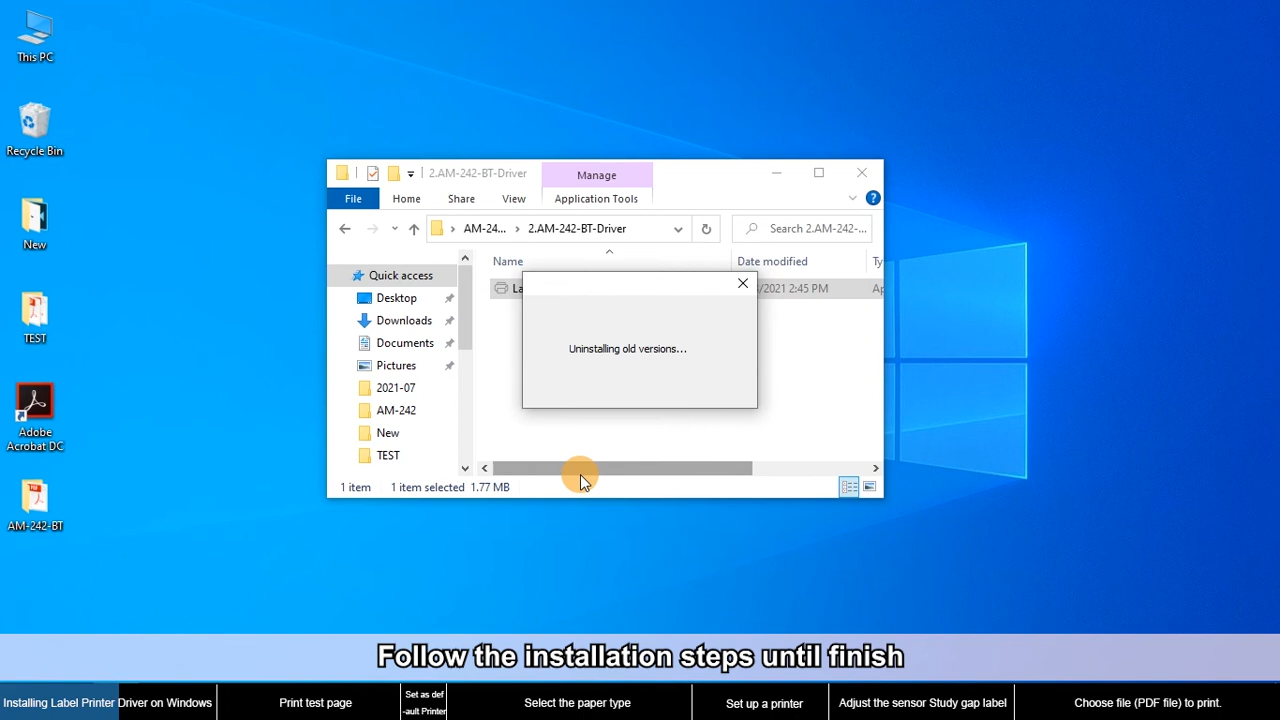 This PC
Recycle Bin
New
TEST
Adobe
Acrobat DC
AM-242-BT
2.AM-242-BT-Driver
Manage
File
Home
Share
View
Application Tools
AM-24...
2.AM-242-BT-Driver
Search 2.AM-242-...
Name
Date modified
Quick access
Desktop
Downloads
Documents
Pictures
2021-07
AM-242
New
TEST
/2021 2:45 PM
Uninstalling old versions...
1 item
1 item selected 1.77 MB
Follow the installation steps until finish
Installing Label Printer Driver on Windows
Print test page
Set as def
-ault Printer
Select the paper type
Set up a printer
Adjust the sensor Study gap label
Choose file (PDF file) to print.